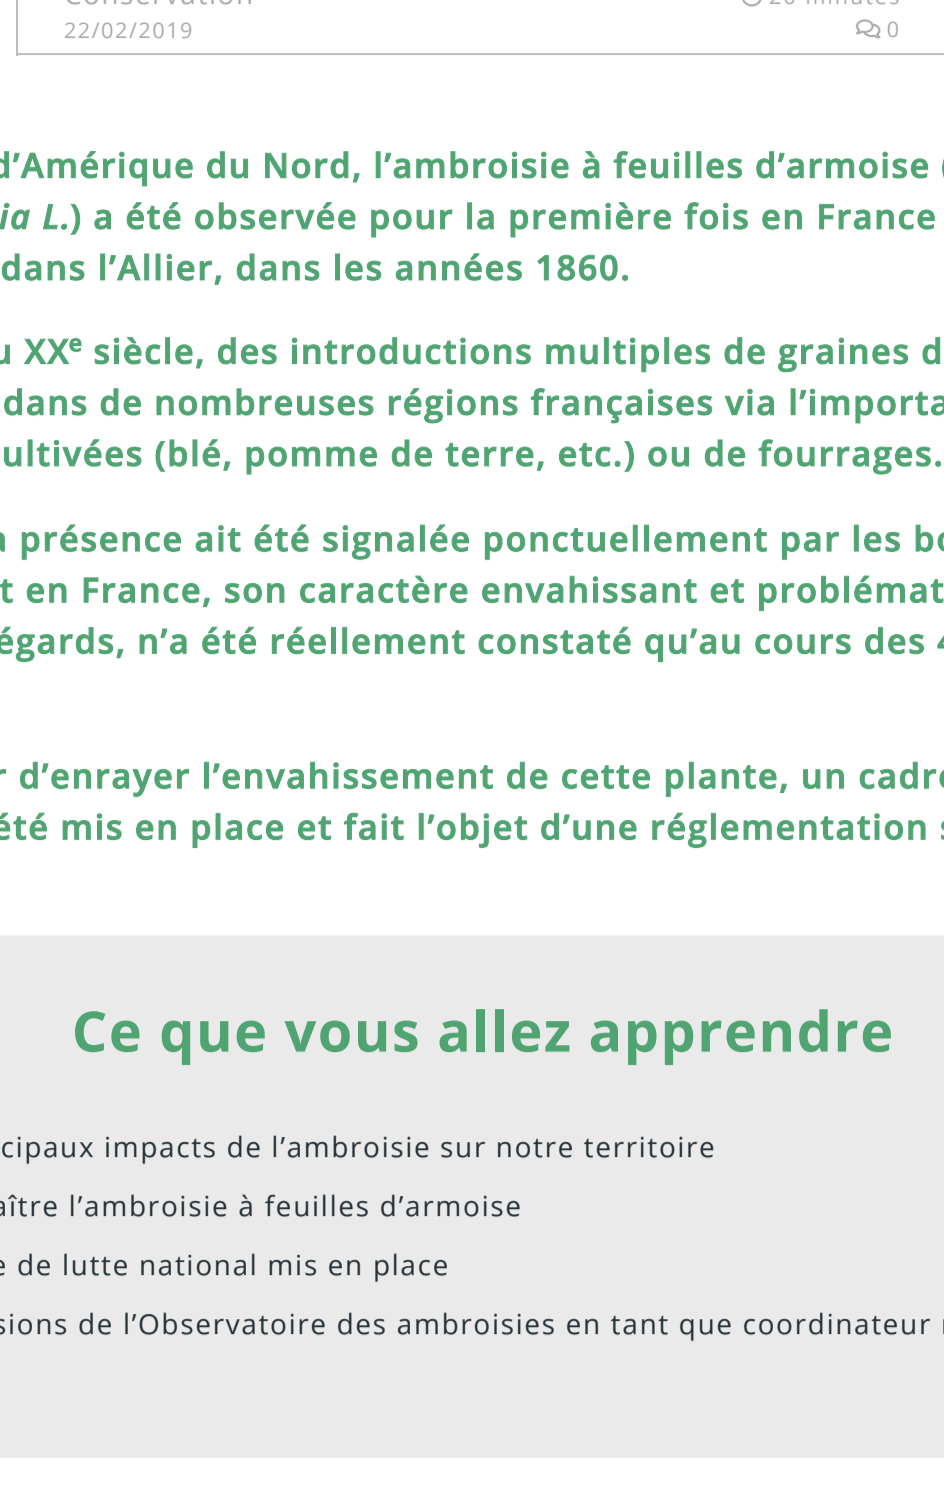 Conservation
20 minutes
22/02/2019
0
d’Amérique du Nord, l’ambroisie à feuilles d’armoise (
ia L.) a été observée pour la première fois en France
dans l’Allier, dans les années 1860.
u XXe siècle, des introductions multiples de graines d
dans de nombreuses régions françaises via l’importa
ultivées (blé, pomme de terre, etc.) ou de fourrages.
a présence ait été signalée ponctuellement par les bo
t en France, son caractère envahissant et problémat
égards, n’a été réellement constaté qu’au cours des 4
r d’enrayer l’envahissement de cette plante, un cadre
été mis en place et fait l’objet d’une réglementation s
Ce que vous allez apprendre
cipaux impacts de l’ambroisie sur notre territoire
aître l’ambroisie à feuilles d’armoise
e de lutte national mis en place
sions de l’Observatoire des ambroisies en tant que coordinateur